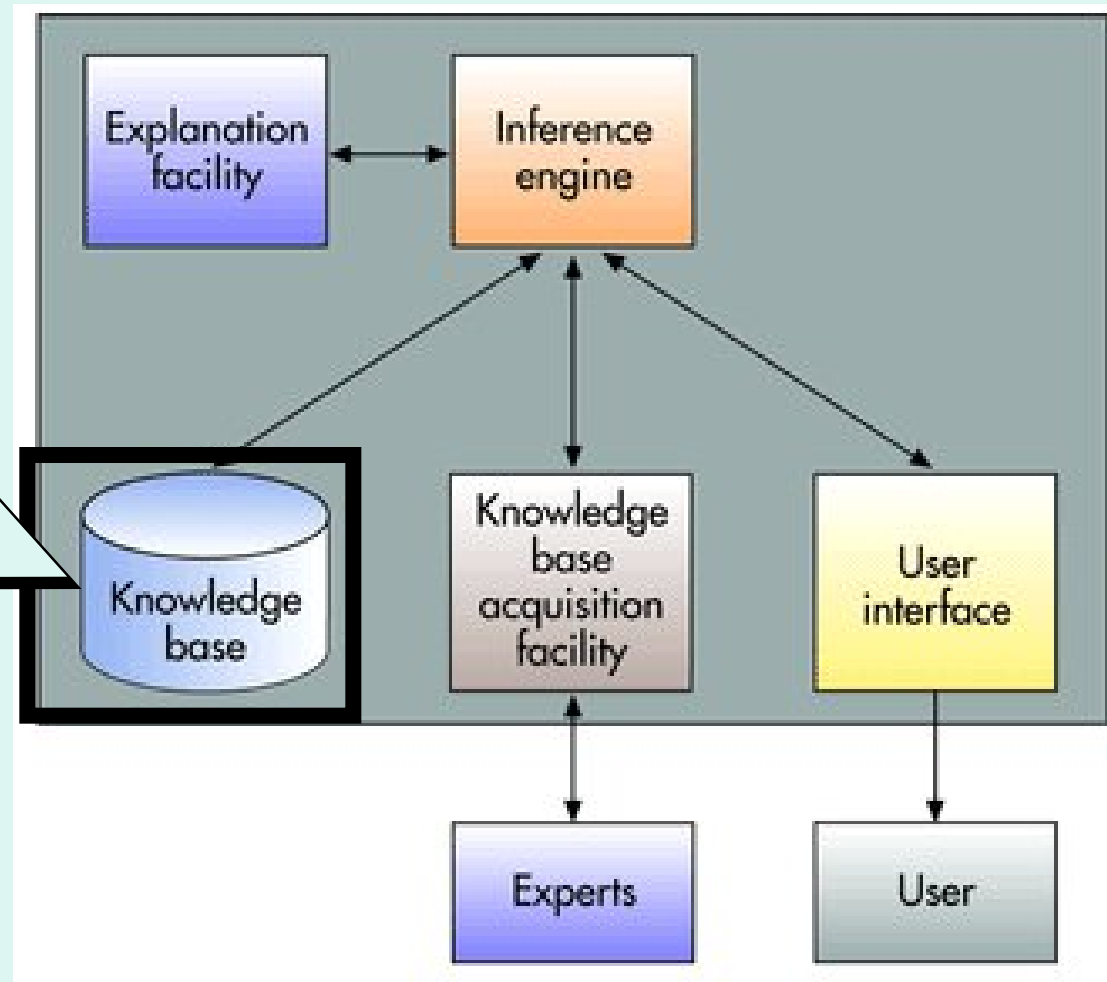 Explanation
facility
Inference
engine
Knowledge
base
Knowledge
base
acquisition
facility
User
interface
Experts
User